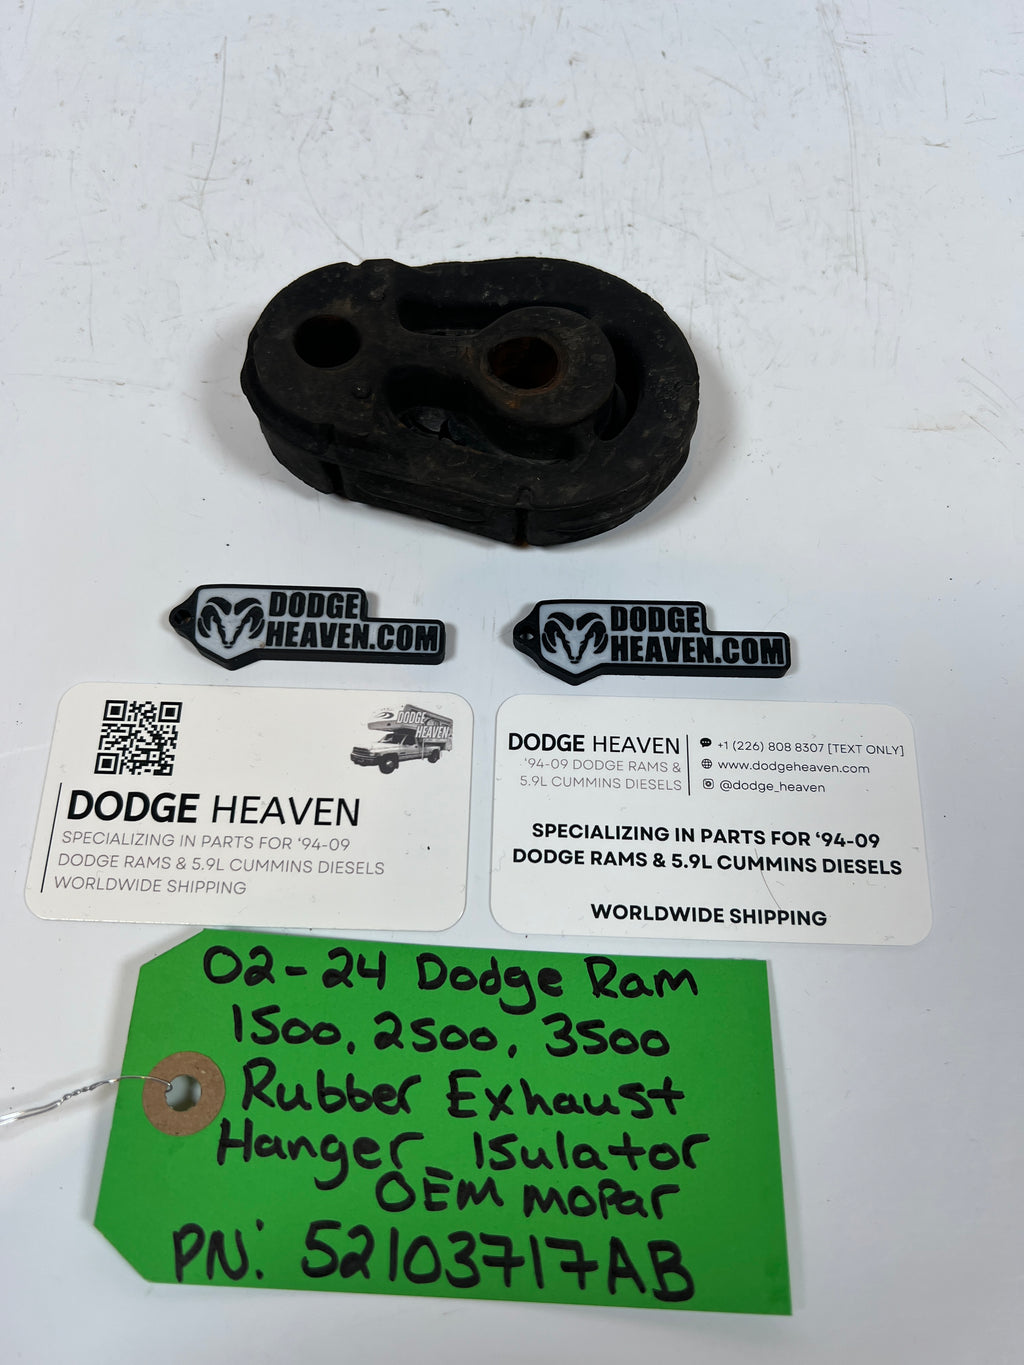 DODGE
HEAVEN.COM
DODGE
HEAVEN.COM
DODGE
HEAVEN
DODGE HEAVEN
SPECIALIZING IN PARTS FOR '94-09
DODGE RAMS & 5.9L CUMMINS DIESELS
WORLDWIDE SHIPPING
DODGE HEAVEN
'94-09 DODGE RAMS &
5.9L CUMMINS DIESELS
+1 (226) 808 8307 [TEXT ONLY]
www.dodgeheaven.com
@dodge_heaven
SPECIALIZING IN PARTS FOR '94-09
DODGE RAMS & 5.9L CUMMINS DIESELS
WORLDWIDE SHIPPING
02-24 Dodge Ram
1500, 2500, 3500
Rubber Exhaust
Hanger Isulator
OEM mopar
PN: 52103717AB